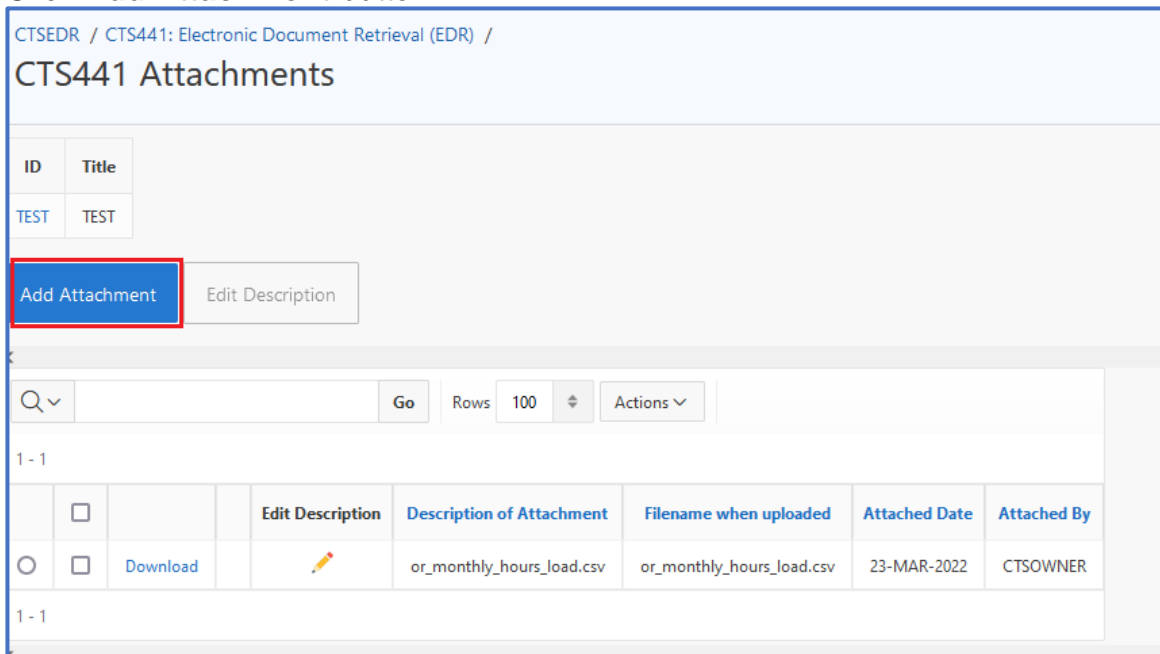 CTSEDR / CTS441: Electronic Document Retrieval (EDR) /
CTS441 Attachments
ID Title
TEST TEST
Add Attachment Edit Description
Go Rows 100 Actions
1 - 1
Edit Description Description of Attachment Filename when uploaded Attached Date Attached By
Download or_monthly_hours_load.csv or_monthly_hours_load.csv 23-MAR-2022 CTSOWNER
1 - 1